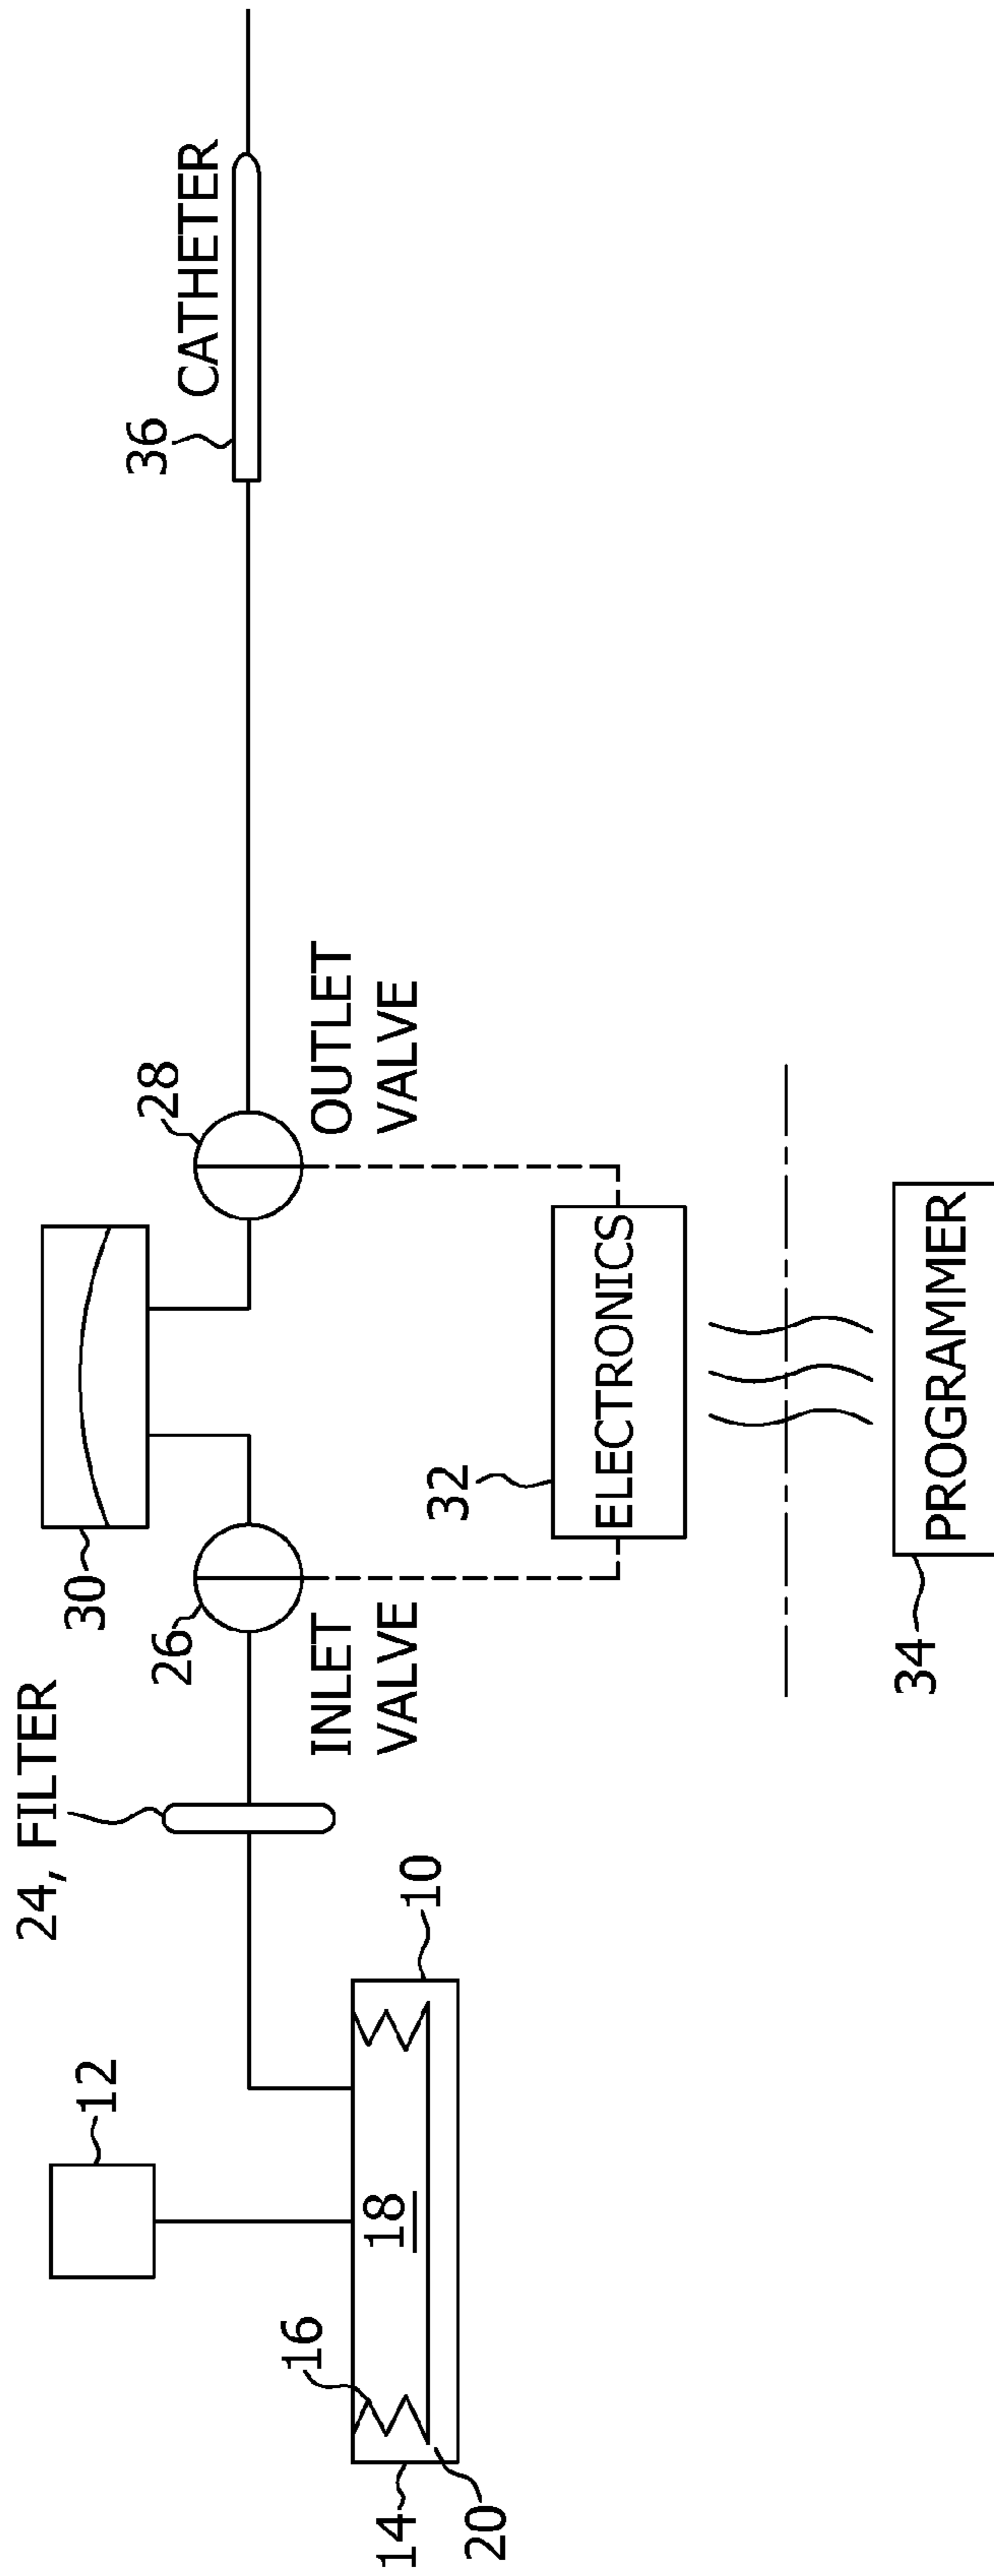 12
16
18
14
20
10
24, FILTER
26
INLET
VALVE
30
28
OUTLET
VALVE
32
ELECTRONICS
34
PROGRAMMER
36
CATHETER